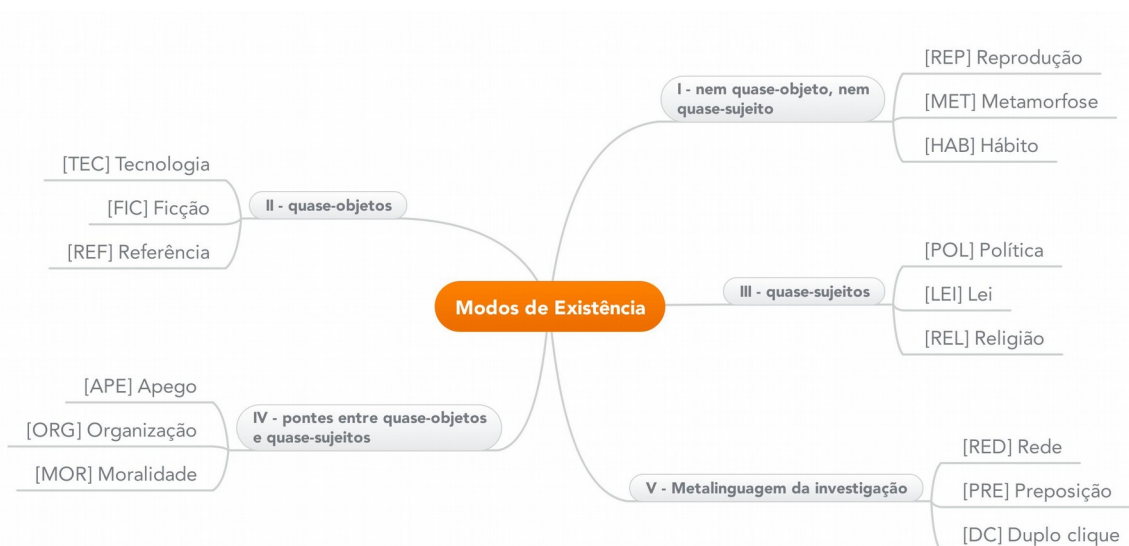 Modos de Existência
I - nem quase-objeto, nem
quase-sujeito
[REP] Reprodução
[MET] Metamorfose
[HAB] Hábito
II - quase-objetos
[TEC] Tecnologia
[FIC] Ficção
[REF] Referência
III - quase-sujeitos
[POL] Política
[LEI] Lei
[REL] Religião
IV - pontes entre quase-objetos
e quase-sujeitos
[APE] Apego
[ORG] Organização
[MOR] Moralidade
V - Metalinguagem da investigação
[RED] Rede
[PRE] Preposição
[DC] Duplo clique